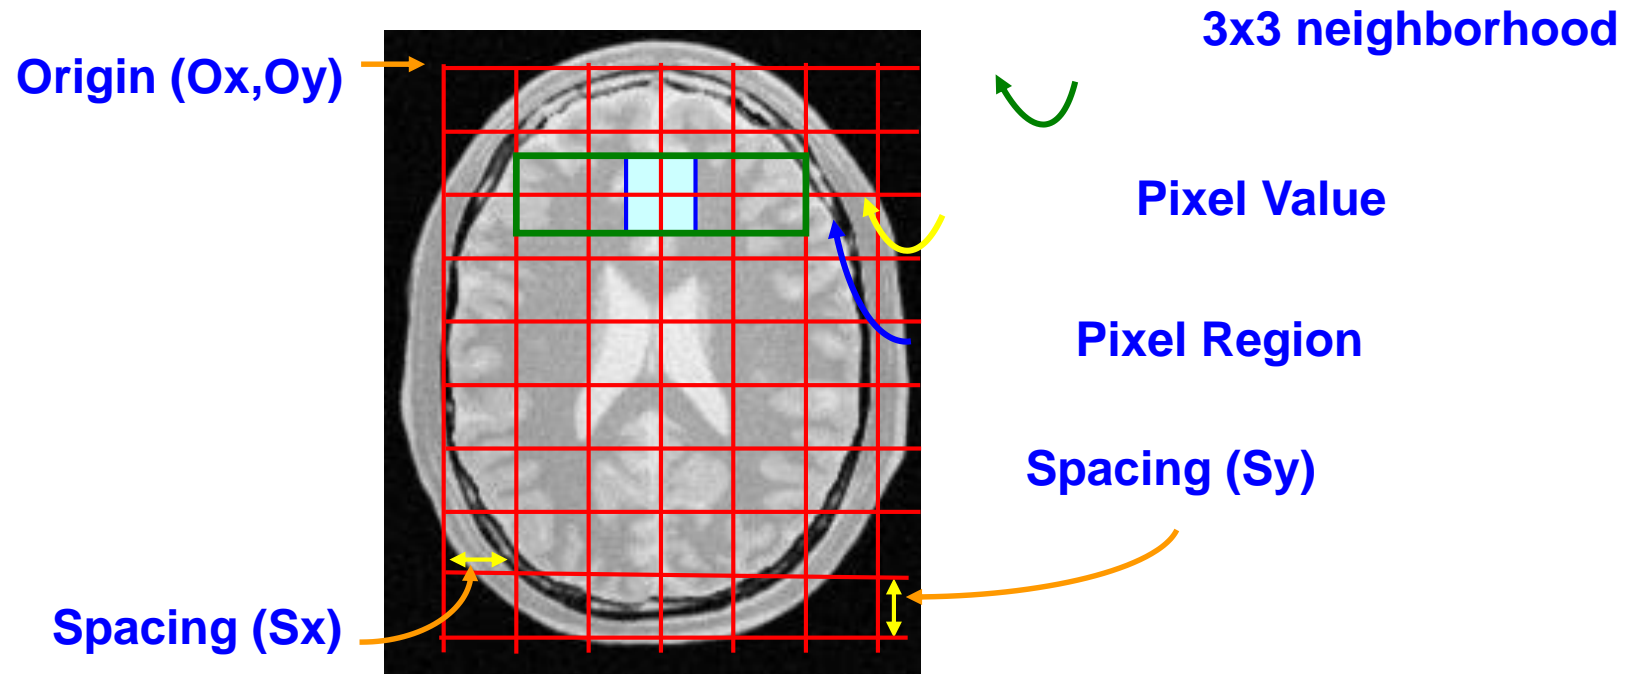 3x3 neighborhood
Origin (Ox,Oy)
Pixel Value
Pixel Region
Spacing (Sy)
Spacing (Sx)